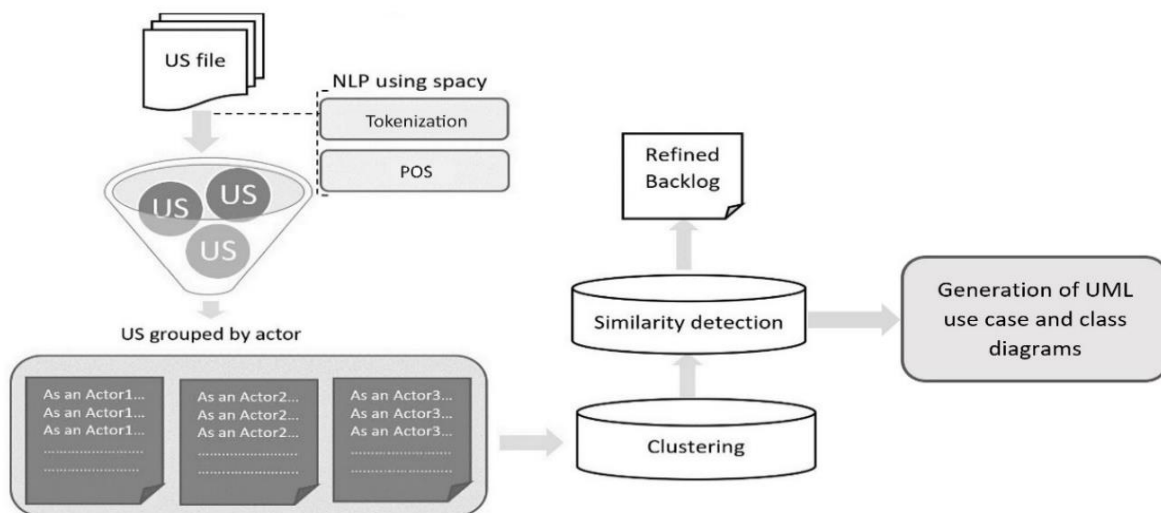 US file
NLP using spacy
Tokenization
POS
US
US
US
US grouped by actor
As an Actor1...
As an Actor1...
As an Actor1...
........................
......................
As an Actor2...
As an Actor2...
As an Actor2...
........................
......................
As an Actor3...
As an Actor3...
As an Actor3...
........................
......................
Refined
Backlog
Similarity detection
Clustering
Generation of UML
use case and class
diagrams